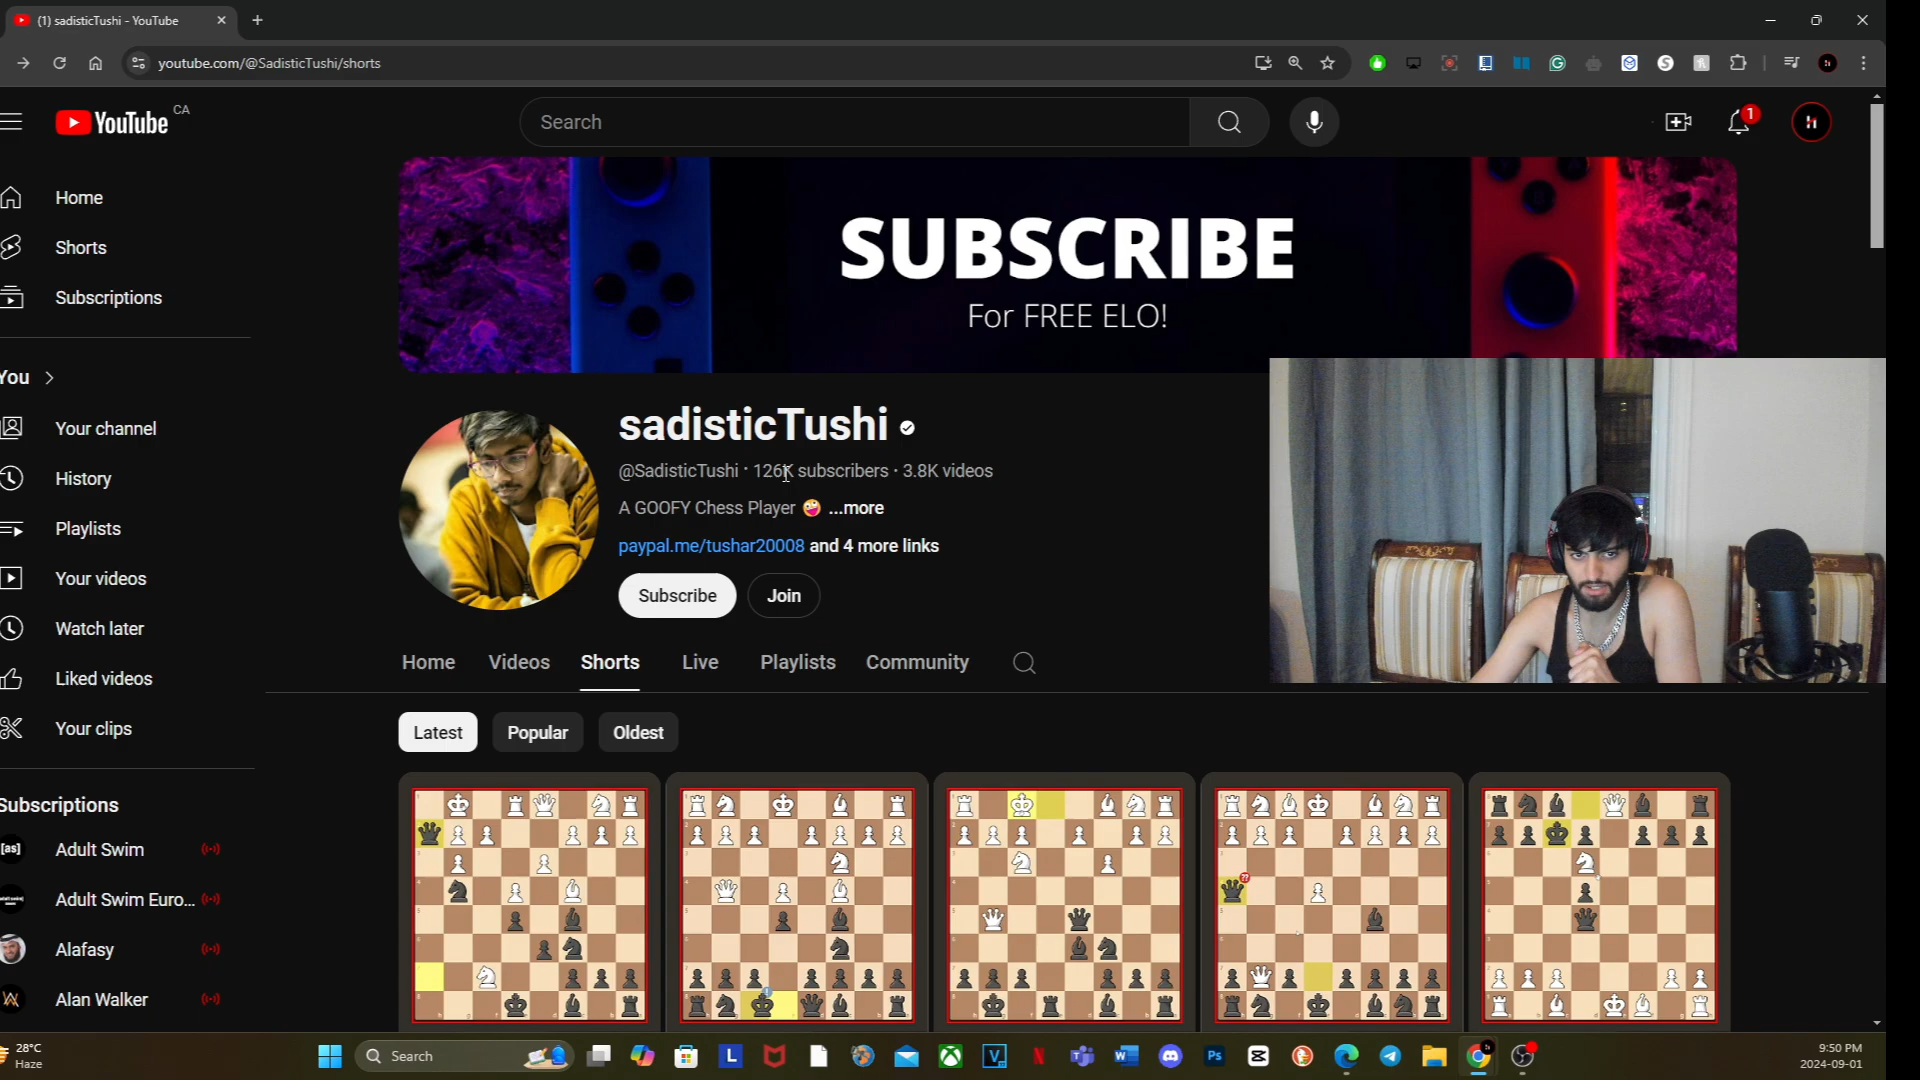 (1) sadisticTushi - YouTube
youtube.com/@SadisticTushi/shorts
YouTube CA
Search
1
Home
Shorts
Subscriptions
You
Your channel
History
Playlists
Your videos
Watch later
Liked videos
Your clips
Subscriptions
[as] Adult Swim
Adult Swim Euro...
Alafasy
Alan Walker
SUBSCRIBE
For FREE ELO!
sadisticTushi
@SadisticTushi · 126K subscribers · 3.8K videos
A GOOFY Chess Player 🤪 ...more
paypal.me/tushar20008 and 4 more links
Subscribe Join
Home Videos Shorts Live Playlists Community
Latest Popular Oldest
??
28°C
Haze
Search
9:50 PM
2024-09-01